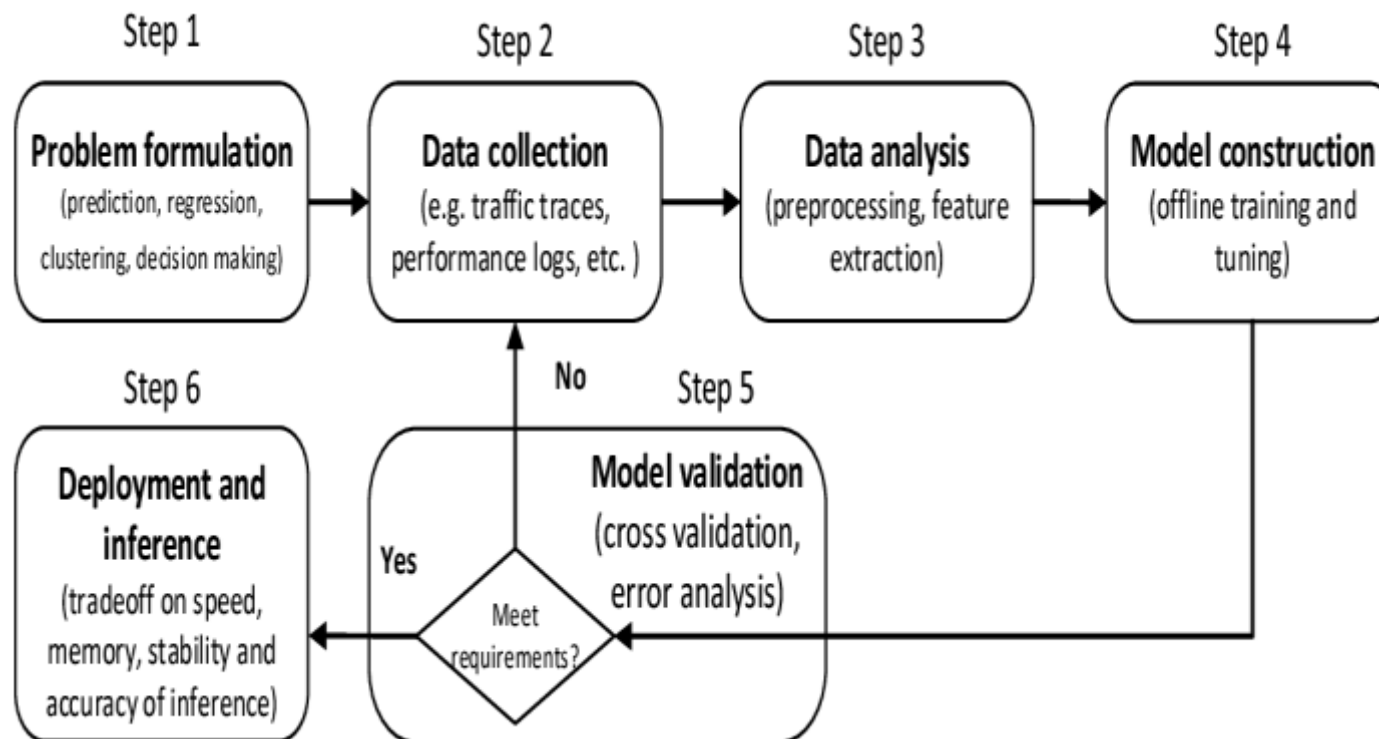 Step 1
Problem formulation
(prediction, regression,
clustering, decision making)
Step 2
Data collection
(e.g. traffic traces,
performance logs, etc. )
Step 3
Data analysis
(preprocessing, feature
extraction)
Step 4
Model construction
(offline training and
tuning)
No
Step 5
Model validation
(cross validation,
error analysis)
Meet
requirements?
Yes
Step 6
Deployment and
inference
(tradeoff on speed,
memory, stability and
accuracy of inference)